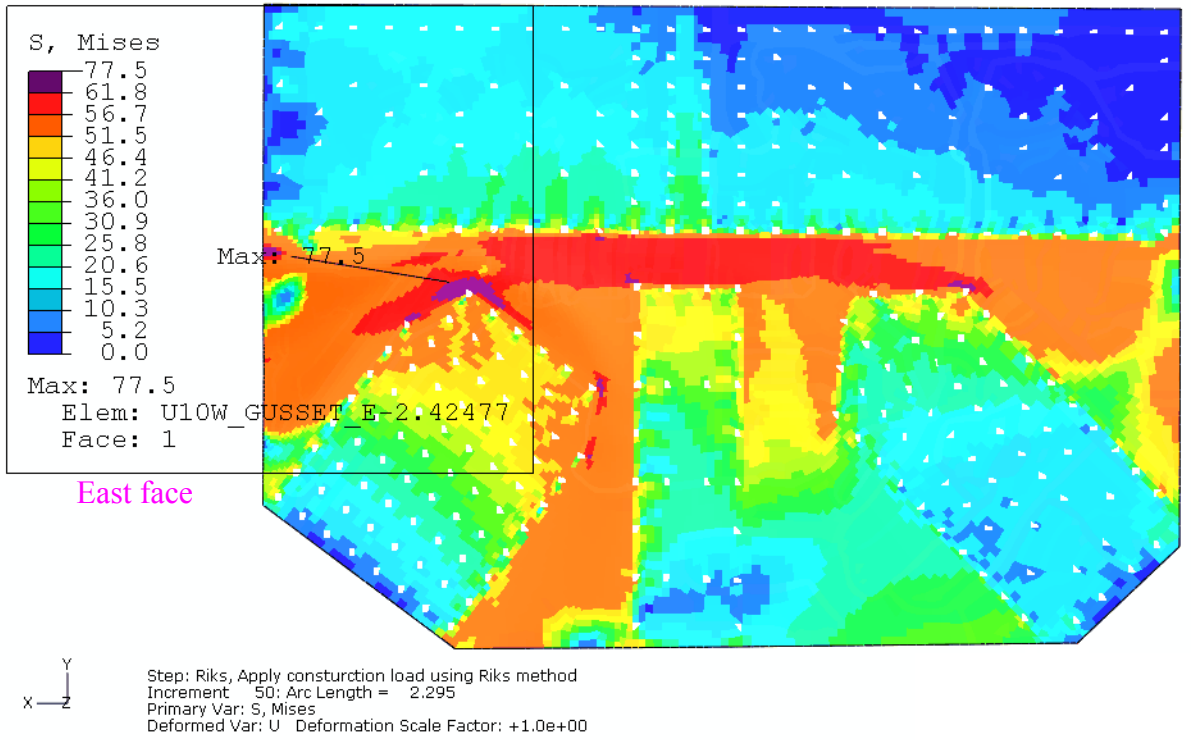 S, Mises
77.5
61.8
56.7
51.5
46.4
41.2
36.0
30.9
25.8
20.6
15.5
10.3
5.2
0.0
Max: 77.5
Max: 77.5
Elem: U10W_GUSSET_E-2.42477
Face: 1
East face
Y
X
Z
Step: Riks, Apply consturction load using Riks method
Increment 50: Arc Length = 2.295
Primary Var: S, Mises
Deformed Var: U Deformation Scale Factor: +1.0e+00